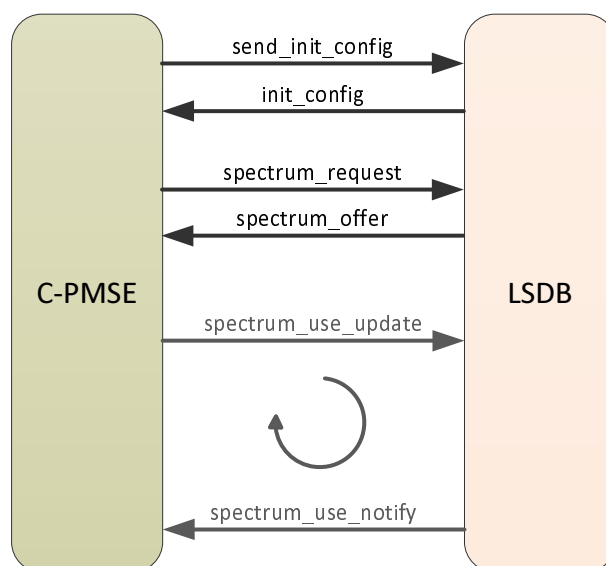 send_init_config
init_config
spectrum_request
spectrum_offer
C-PMSE
LSDB
spectrum_use_update
spectrum_use_notify